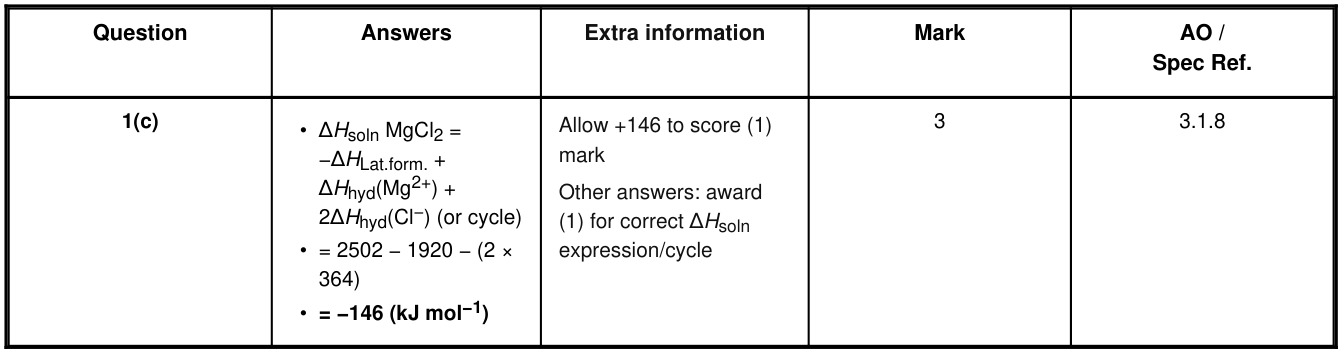 Question
Answers
Extra information
Mark
AO /
Spec Ref.
1(c)
• ΔHsoln MgCl2 =
−ΔHLat.form. +
ΔHhyd(Mg2+) +
2ΔHhyd(Cl−) (or cycle)
• = 2502 − 1920 − (2 ×
364)
• = −146 (kJ mol−1)
Allow +146 to score (1)
mark
Other answers: award
(1) for correct ΔHsoln
expression/cycle
3
3.1.8